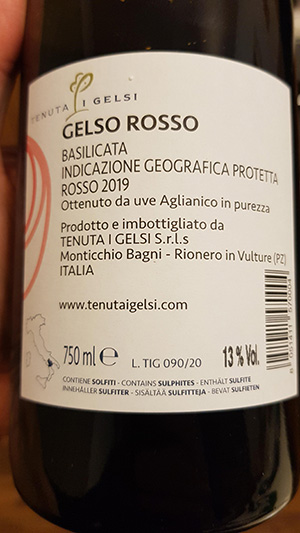 TENUTA I GELSI
GELSO ROSSO
BASILICATA
INDICAZIONE GEOGRAFICA PROTETTA
ROSSO 2019
Ottenuto da uve Aglianico in purezza
Prodotto e imbottigliato da
TENUTA I GELSI S.r.l.s
Monticchio Bagni - Rionero in Vulture (PZ)
ITALIA
www.tenutaigelsi.com
750 ml ℮ L. TIG 090/20 13% Vol.
CONTIENE SOLFITI - CONTAINS SULPHITES - ENTHÄLT SULFITE
INNEHÅLLER SULFITER - SISÄLTÄÄ SULFITTEJA - BEVAT SULFIETEN